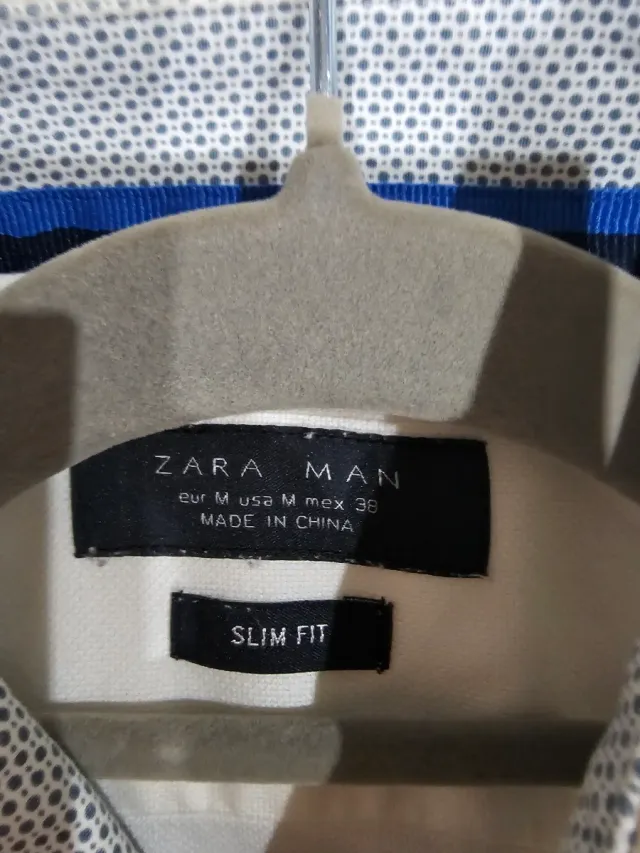 ZARA MAN
eur M usa M mex 38
MADE IN CHINA
SLIM FIT